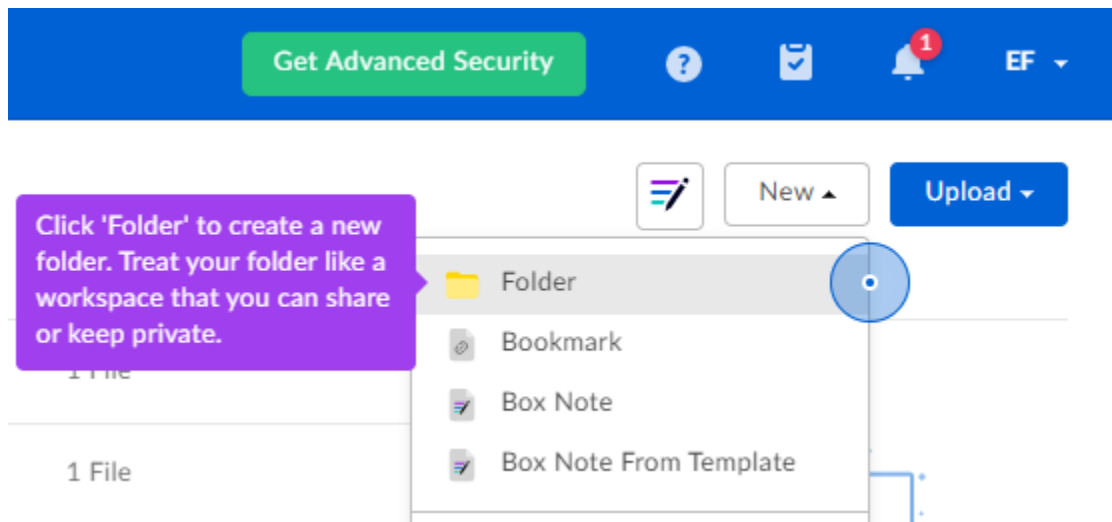 Get Advanced Security
?
1
EF
New
Upload
Click 'Folder' to create a new
folder. Treat your folder like a
workspace that you can share
or keep private.
Folder
Bookmark
1 File
Box Note
Box Note From Template
1 File